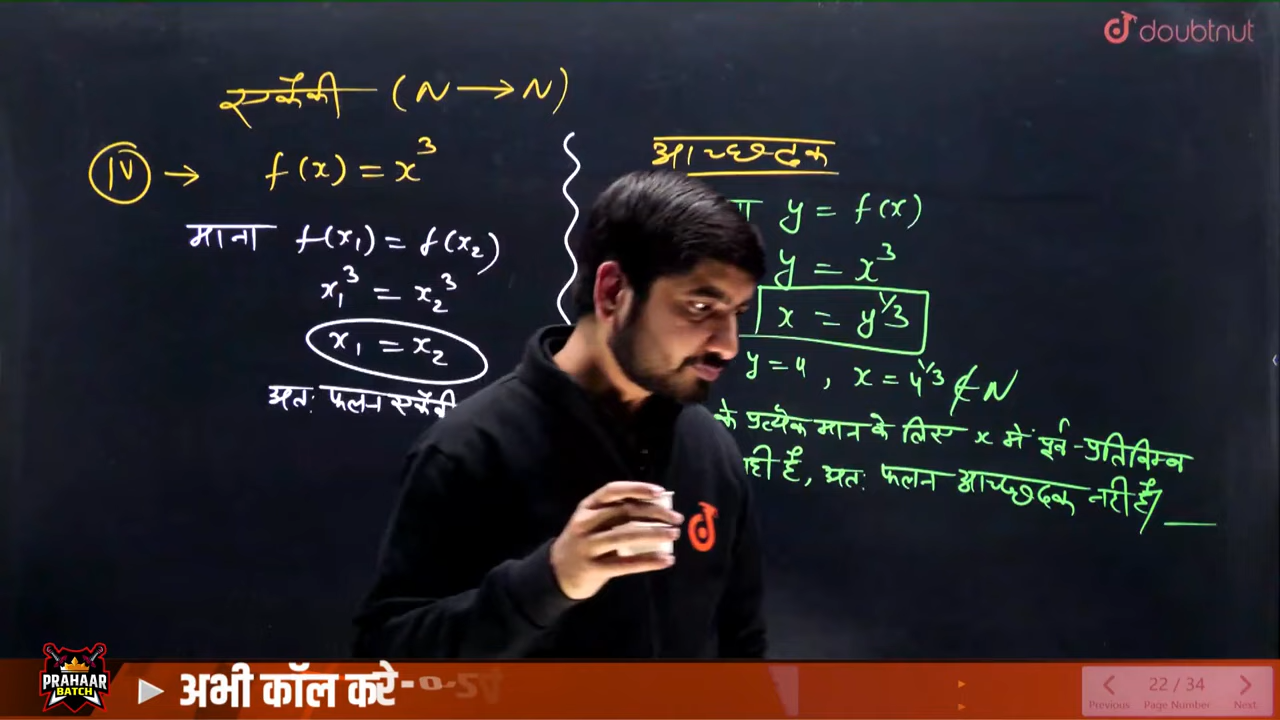 doubtnut
एकैकी (N → N)
IV → f(x) = x³
माना f(x₁) = f(x₂)
x₁³ = x₂³
x₁ = x₂
अतः फलन एकैकी
आच्छादक
y = f(x)
y = x³
x = y^1/3
y = 4, x = 4^1/3 ∉ N
के प्रत्येक मान के लिए x में पूर्व-प्रतिबिम्ब
है, अतः फलन आच्छदक नहीं है/
PRAHAAR
BATCH
अभी कॉल करे-
22 / 34
Previous Page Number Next